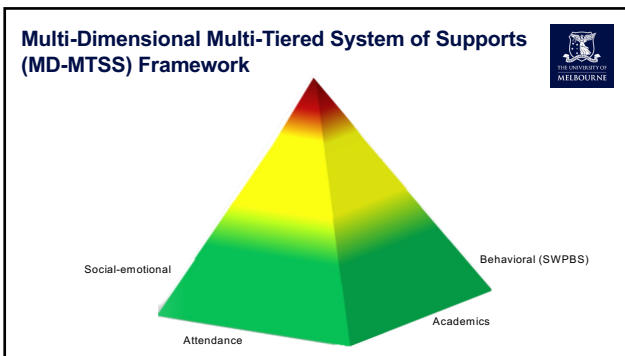 Multi-Dimensional Multi-Tiered System of Supports
(MD-MTSS) Framework
THE UNIVERSITY OF
MELBOURNE
Social-emotional
Behavioral (SWPBS)
Attendance
Academics